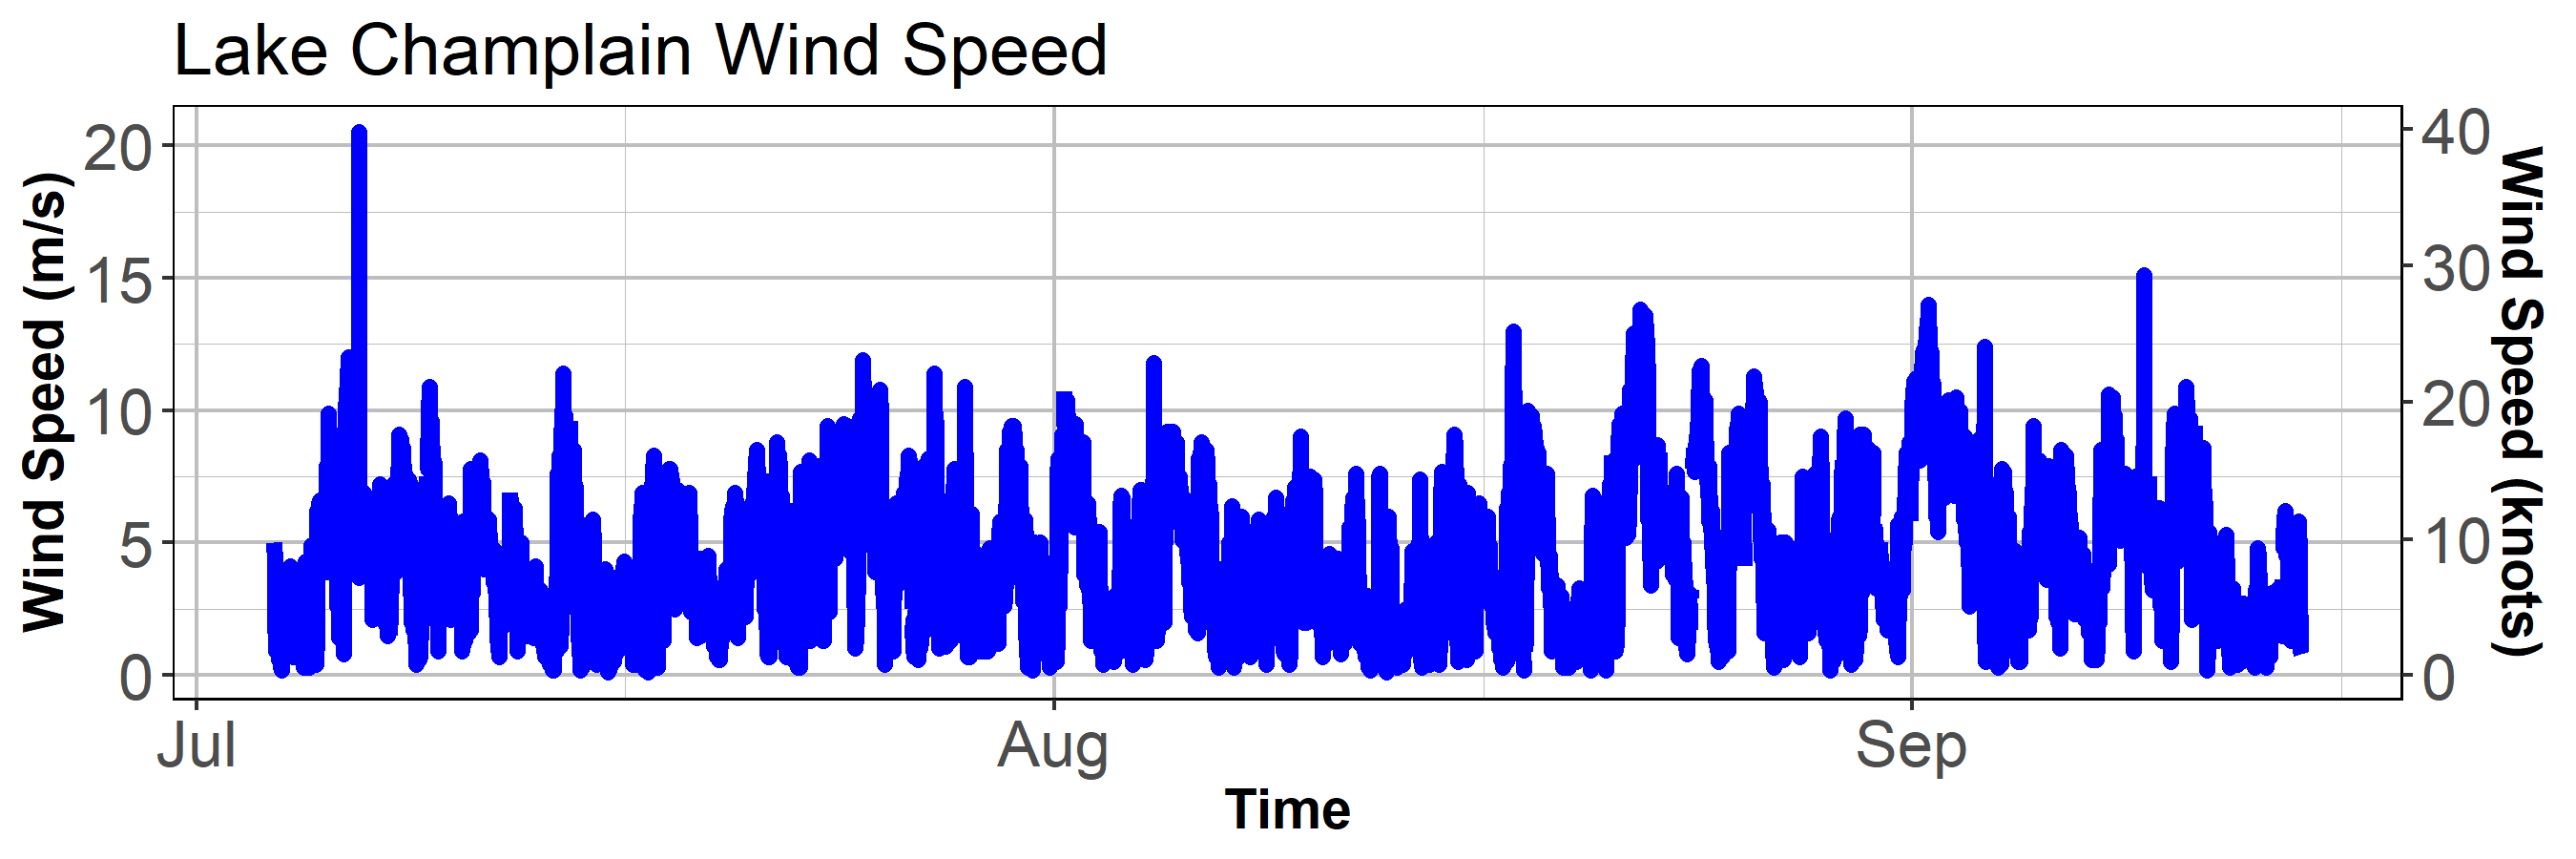 Lake Champlain Wind Speed
Wind Speed (m/s)
20
15
10
5
0
40
30
20
10
0
Wind Speed (knots)
Jul
Aug
Sep
Time